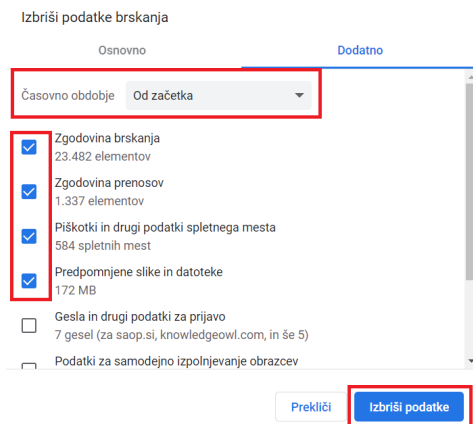 Izbriši podatke brskanja
Osnovno Dodatno
Časovno obdobje Od začetka
Zgodovina brskanja
23.482 elementov
Zgodovina prenosov
1.337 elementov
Piškotki in drugi podatki spletnega mesta
584 spletnih mest
Predpomnjene slike in datoteke
172 MB
Gesla in drugi podatki za prijavo
7 gesel (za saop.si, knowledgeowl.com, in še 5)
Podatki za samodejno izpolnjevanje obrazcev
Prekliči Izbriši podatke